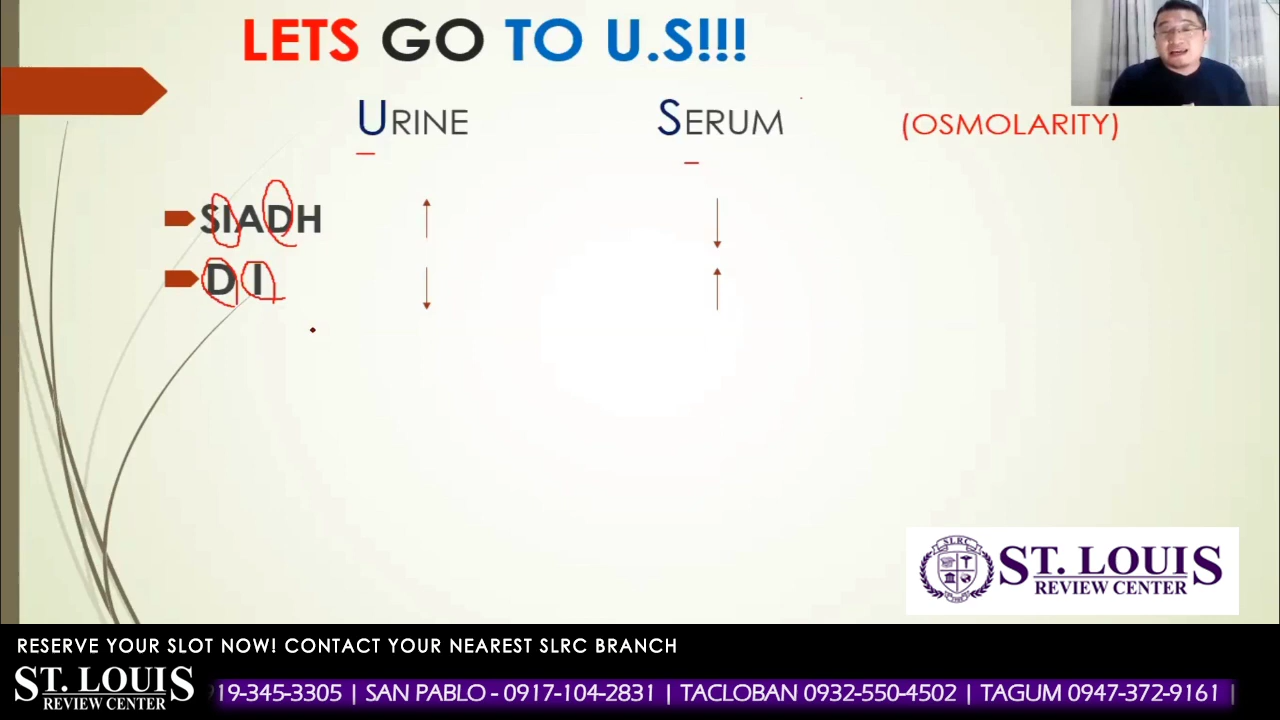 LETS GO TO U.S!!!
URINE SERUM (OSMOLARITY)
SIADH
D I
SLRC
ST. LOUIS
REVIEW CENTER
RESERVE YOUR SLOT NOW! CONTACT YOUR NEAREST SLRC BRANCH
ST. LOUIS
REVIEW CENTER
19-345-3305 | SAN PABLO - 0917-104-2831 | TACLOBAN 0932-550-4502 | TAGUM 0947-372-9161 |